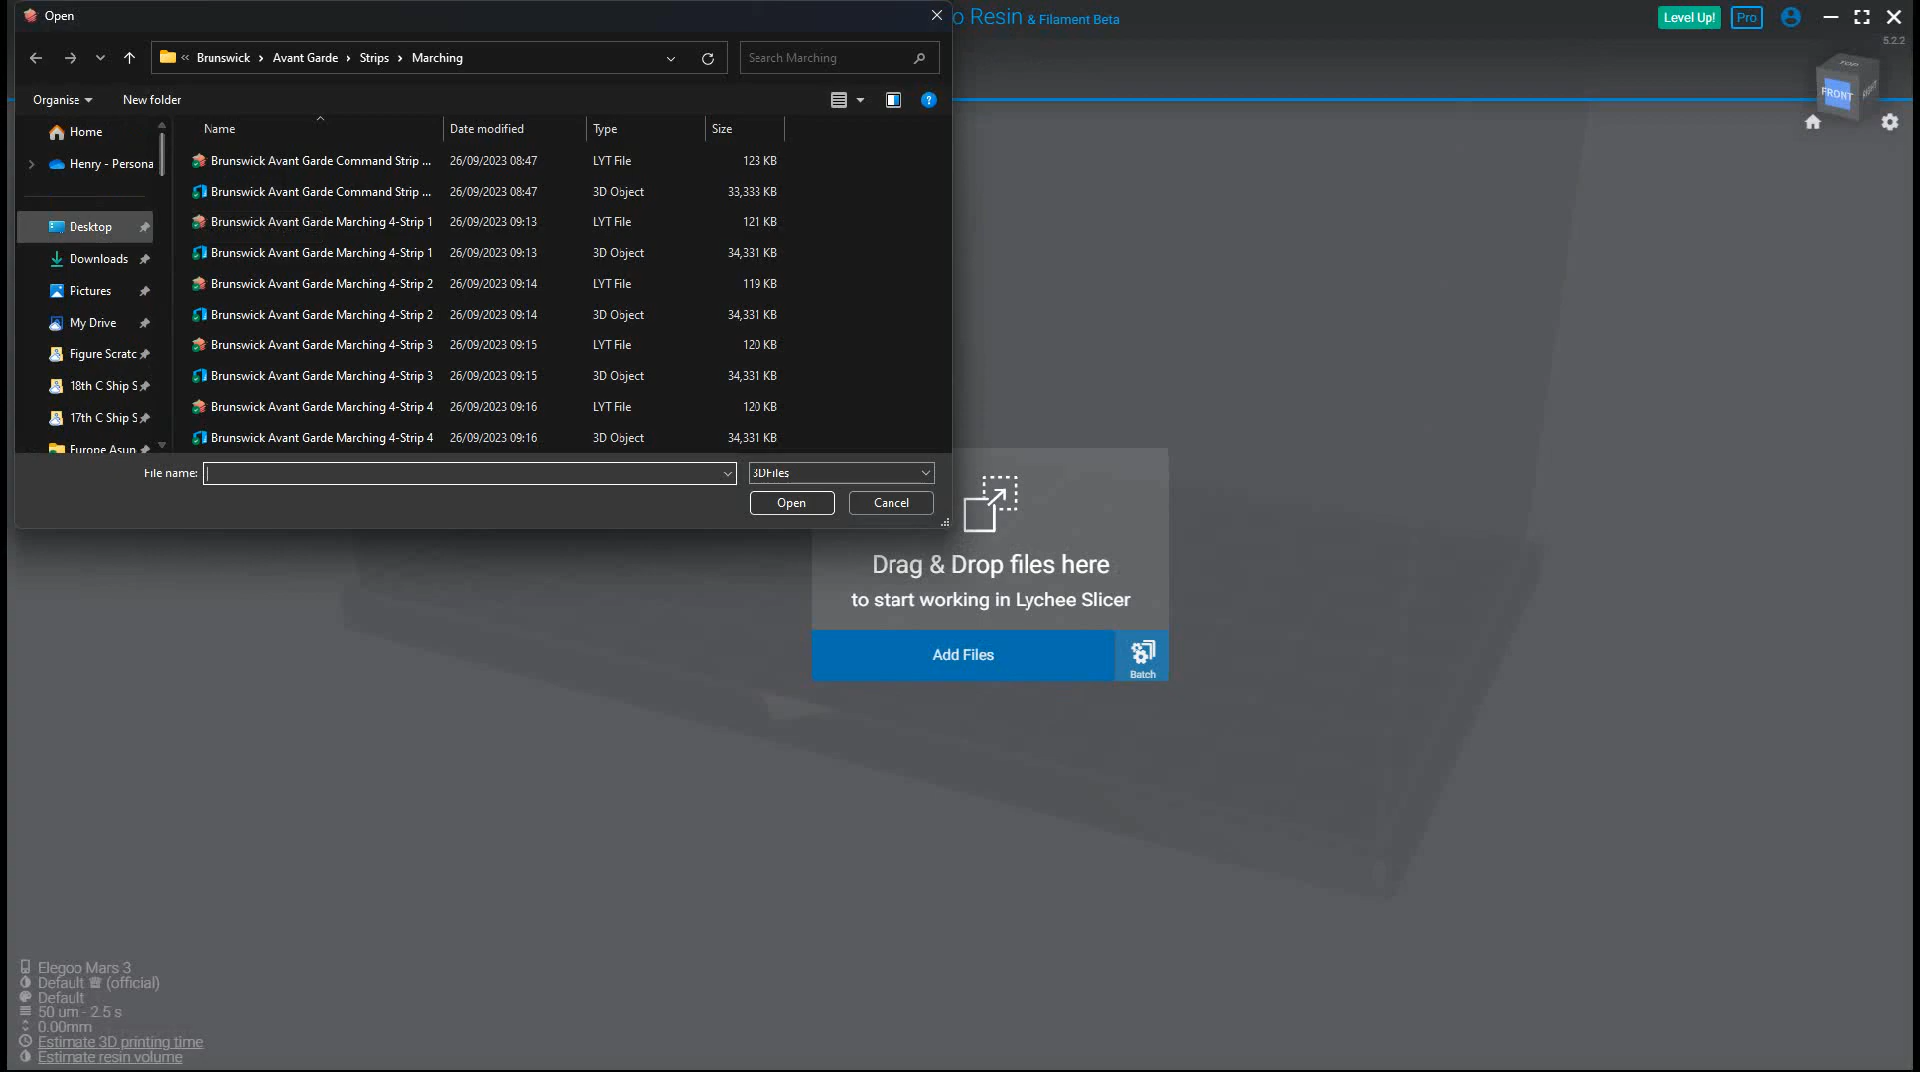 Open
o Resin & Filament Beta
Level Up!
Pro
5.2.2
« Brunswick › Avant Garde › Strips › Marching
Search Marching
TOP
FRONT
RIGHT
Organise
New folder
Name
Date modified
Type
Size
Home
Henry - Persona
Desktop
Downloads
Pictures
My Drive
Figure Scratc
18th C Ship S
17th C Ship S
Europe Asun
Brunswick Avant Garde Command Strip ... 26/09/2023 08:47 LYT File 123 KB
Brunswick Avant Garde Command Strip ... 26/09/2023 08:47 3D Object 33,333 KB
Brunswick Avant Garde Marching 4-Strip 1 26/09/2023 09:13 LYT File 121 KB
Brunswick Avant Garde Marching 4-Strip 1 26/09/2023 09:13 3D Object 34,331 KB
Brunswick Avant Garde Marching 4-Strip 2 26/09/2023 09:14 LYT File 119 KB
Brunswick Avant Garde Marching 4-Strip 2 26/09/2023 09:14 3D Object 34,331 KB
Brunswick Avant Garde Marching 4-Strip 3 26/09/2023 09:15 LYT File 120 KB
Brunswick Avant Garde Marching 4-Strip 3 26/09/2023 09:15 3D Object 34,331 KB
Brunswick Avant Garde Marching 4-Strip 4 26/09/2023 09:16 LYT File 120 KB
Brunswick Avant Garde Marching 4-Strip 4 26/09/2023 09:16 3D Object 34,331 KB
File name:
3DFiles
Open
Cancel
Drag & Drop files here
to start working in Lychee Slicer
Add Files
Batch
Elegoo Mars 3
Default (official)
Default
50 um - 2.5 s
0.00mm
Estimate 3D printing time
Estimate resin volume